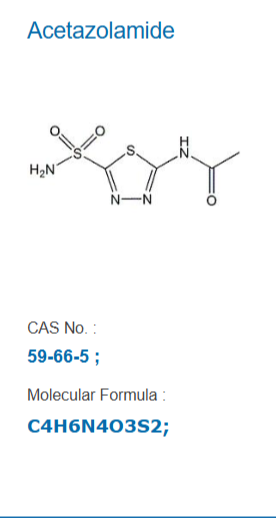 Acetazolamide
O O
S S H
H₂N N
N N O
CAS No. :
59-66-5 ;
Molecular Formula :
C4H6N4O3S2;